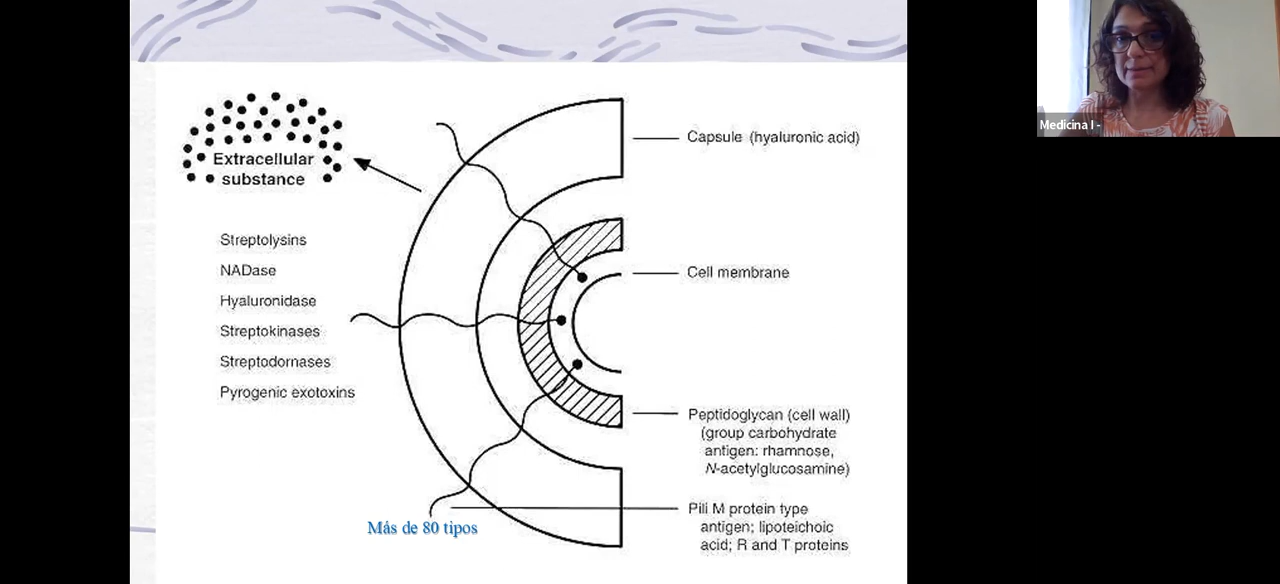 Extracellular
substance
Streptolysins
NADase
Hyaluronidase
Streptokinases
Streptodornases
Pyrogenic exotoxins
Más de 80 tipos
Capsule (hyaluronic acid)
Cell membrane
Peptidoglycan (cell wall)
(group carbohydrate
antigen: rhamnose,
N-acetylglucosamine)
Pili M protein type
antigen; lipoteichoic
acid; R and T proteins
Medicina I -